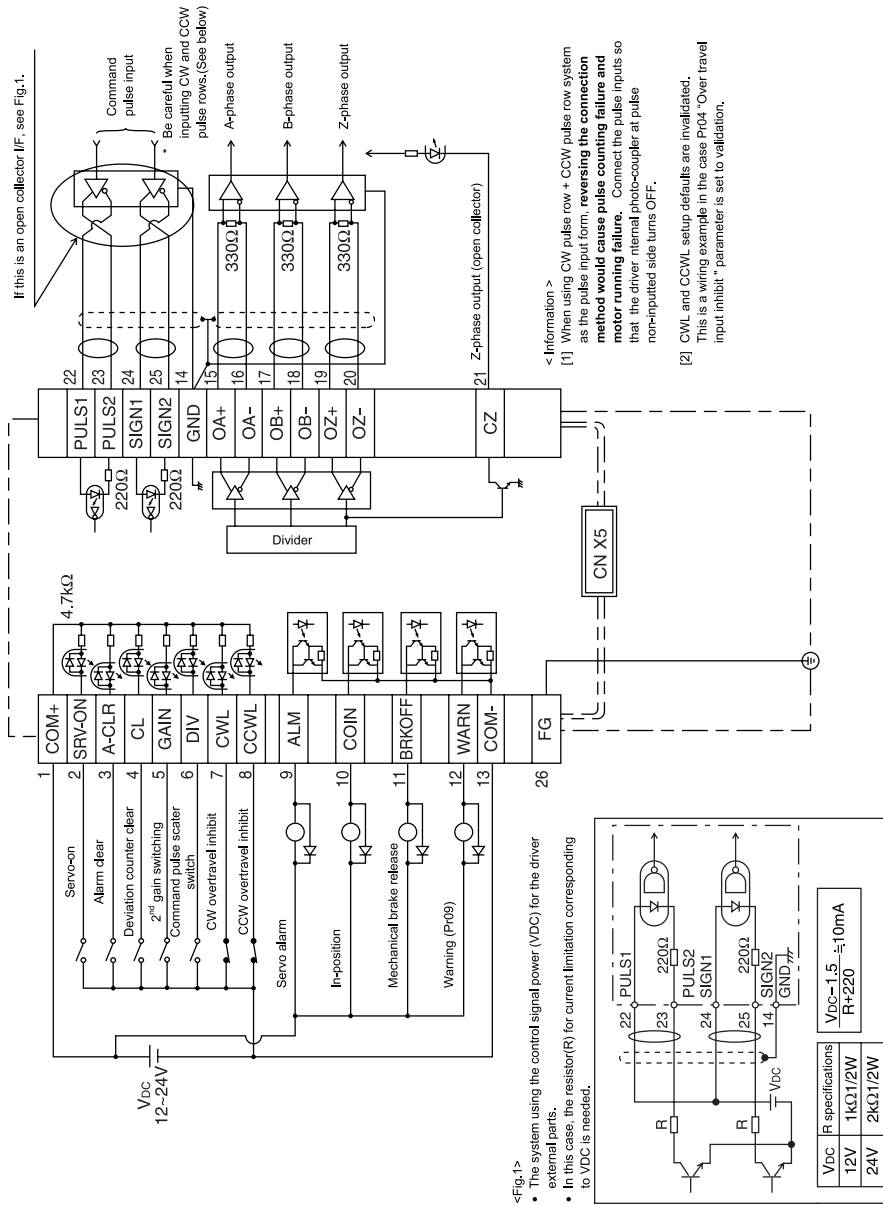 If this is an open collector I/F, see Fig.1.
Command
pulse input
* Be careful when
inputting CW and CCW
pulse rows.(See below)
A-phase output
B-phase output
Z-phase output
330Ω
330Ω
330Ω
Z-phase output (open collector)
22
23
24
25
14
15
16
17
18
19
20
21
PULS1
PULS2
SIGN1
SIGN2
GND
OA+
OA-
OB+
OB-
OZ+
OZ-
CZ
220Ω
220Ω
Divider
CN X5
4.7kΩ
COM+
SRV-ON
A-CLR
CL
GAIN
DIV
CWL
CCWL
ALM
COIN
BRKOFF
WARN
COM-
FG
1
2
3
4
5
6
7
8
9
10
11
12
13
26
Servo-on
Alarm clear
Deviation counter clear
2nd gain switching
Command pulse scater
switch
CW overtravel inhibit
CCW overtravel inhibit
Servo alarm
In-position
Mechanical brake release
Warning (Pr09)
VDC
12~24V
< Information >
[1] When using CW pulse row + CCW pulse row system
as the pulse input form, reversing the connection
method would cause pulse counting failure and
motor running failure. Connect the pulse inputs so
that the driver nternal photo-coupler at pulse
non-inputted side turns OFF.
[2] CWL and CCWL setup defaults are invalidated.
This is a wiring example in the case Pr04 "Over travel
input inhibit " parameter is set to validation.
<Fig.1>
• The system using the control signal power (VDC) for the driver
external parts.
• In this case, the resistor(R) for current limitation corresponding
to VDC is needed.
22 PULS1
220Ω
23 PULS2
24 SIGN1
220Ω
25 SIGN2
14 GND
R
R
VDC
VDC R specifications
12V 1kΩ1/2W
24V 2kΩ1/2W
VDC–1.5
R+220
≒10mA